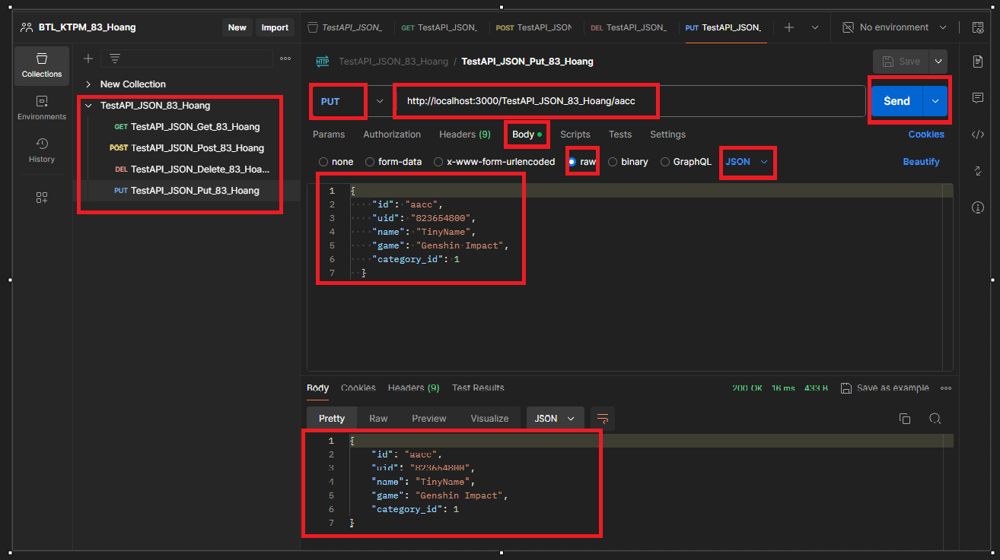 BTL_KTPM_83_Hoang
New
Import
TestAPI_JSON_
GET TestAPI_JSON_
POST TestAPI_JSON
DEL TestAPI_JSON_
PUT TestAPI_JSON_
No environment
Collections
Environments
History
New Collection
TestAPI_JSON_83_Hoang
GET TestAPI_JSON_Get_83_Hoang
POST TestAPI_JSON_Post_83_Hoang
DEL TestAPI_JSON_Delete_83_Hoa...
PUT TestAPI_JSON_Put_83_Hoang
HTTP TestAPI_JSON_83_Hoang / TestAPI_JSON_Put_83_Hoang
Save
PUT
http://localhost:3000/TestAPI_JSON_83_Hoang/aacc
Send
Params Authorization Headers (9) Body Scripts Tests Settings
Cookies
none form-data x-www-form-urlencoded raw binary GraphQL JSON
Beautify
1 {
2 "id": "aacc",
3 "uid": "823654800",
4 "name": "TinyName",
5 "game": "Genshin Impact",
6 "category_id": 1
7 }
Body Cookies Headers (9) Test Results
200 OK 16 ms 433 B Save as example
Pretty Raw Preview Visualize JSON
1 {
2 "id": "aacc",
3 "uid": "823654800",
4 "name": "TinyName",
5 "game": "Genshin Impact",
6 "category_id": 1
7 }